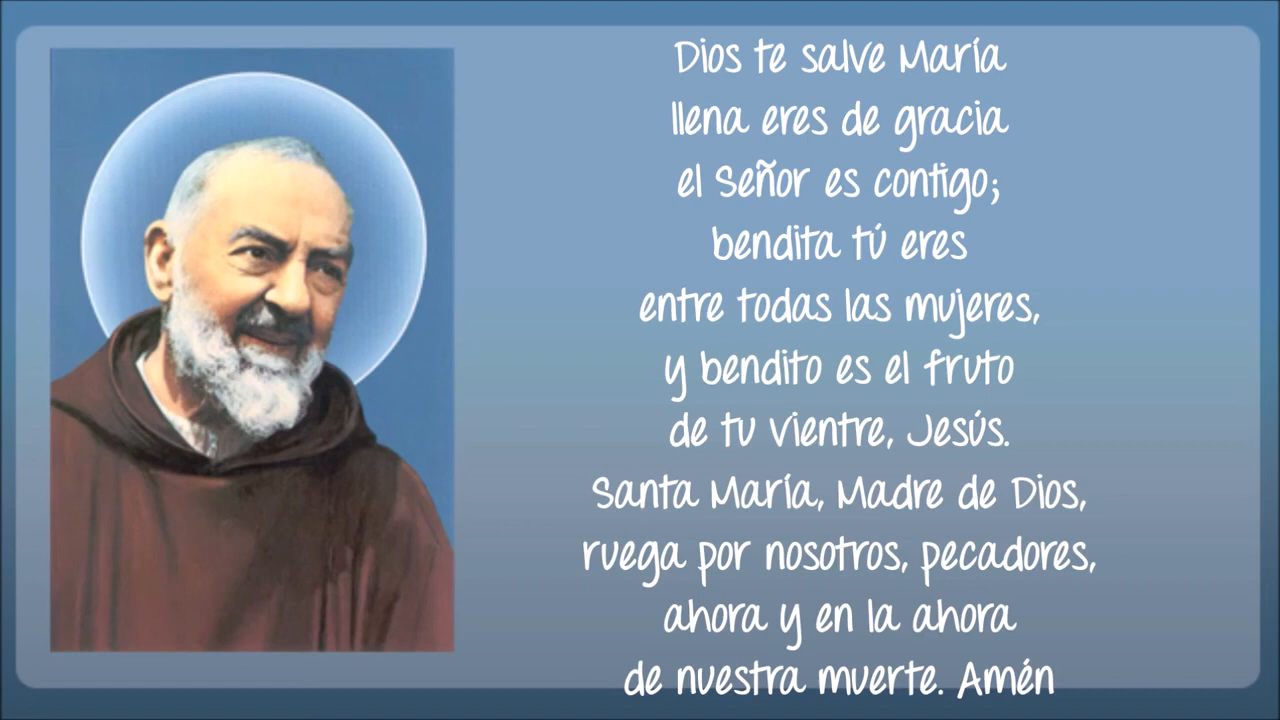 Dios te salve María
llena eres de gracia
el Señor es contigo;
bendita tú eres
entre todas las mujeres,
y bendito es el fruto
de tu vientre, Jesús.
Santa María, Madre de Dios,
ruega por nosotros, pecadores,
ahora y en la ahora
de nuestra muerte. Amén